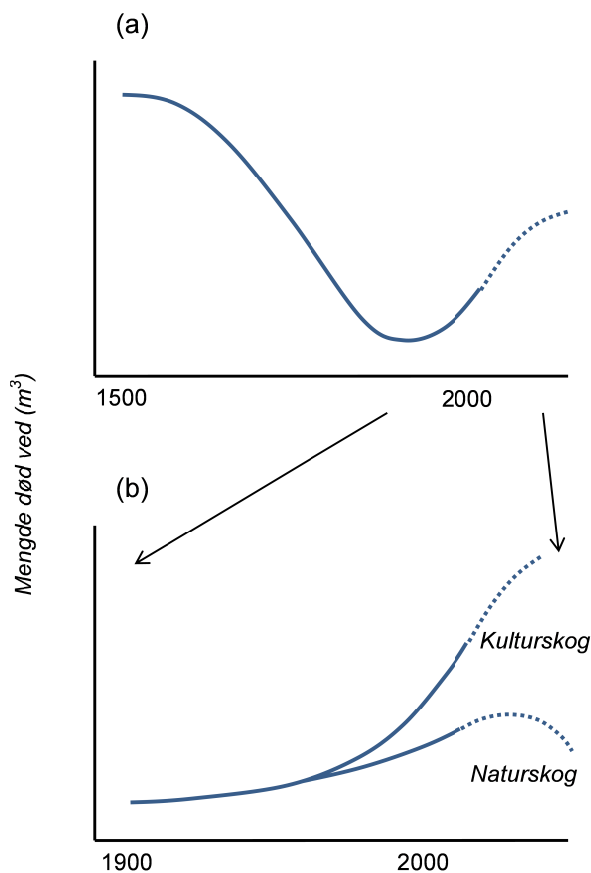 (a)
1500 2000
Mengde død ved (m³)
(b)
Kulturskog
Naturskog
1900 2000